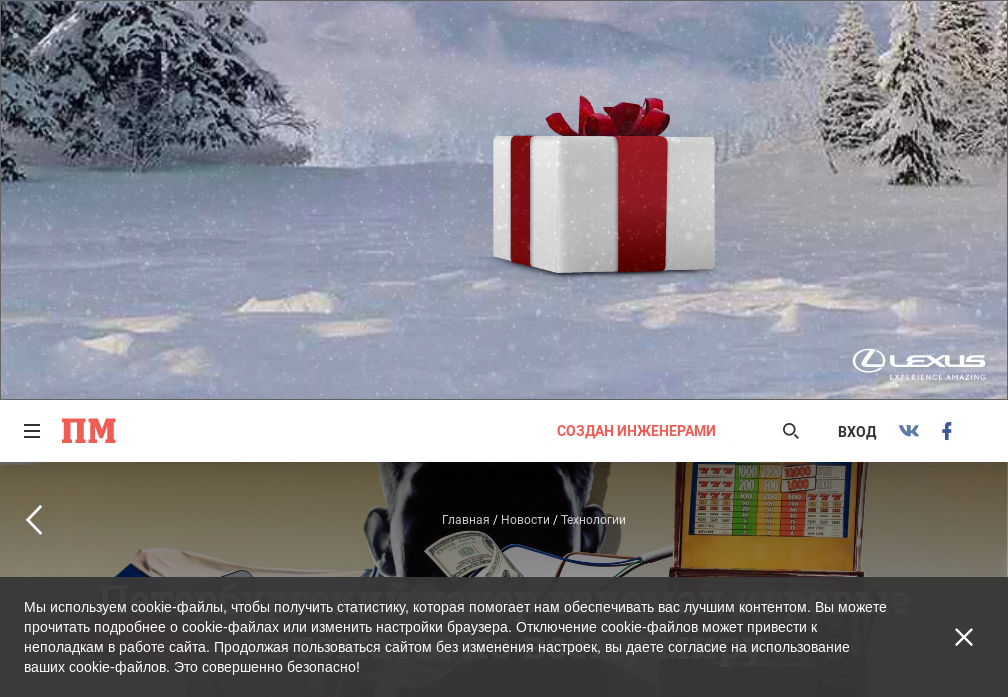 LEXUS
EXPERIENCE AMAZING
ПМ
СОЗДАН ИНЖЕНЕРАМИ
ВХОД
Главная / Новости / Технологии
Мы используем cookie-файлы, чтобы получить статистику, которая помогает нам обеспечивать вас лучшим контентом. Вы можете
прочитать подробнее о cookie-файлах или изменить настройки браузера. Отключение cookie-файлов может привести к
неполадкам в работе сайта. Продолжая пользоваться сайтом без изменения настроек, вы даете согласие на использование
ваших cookie-файлов. Это совершенно безопасно!